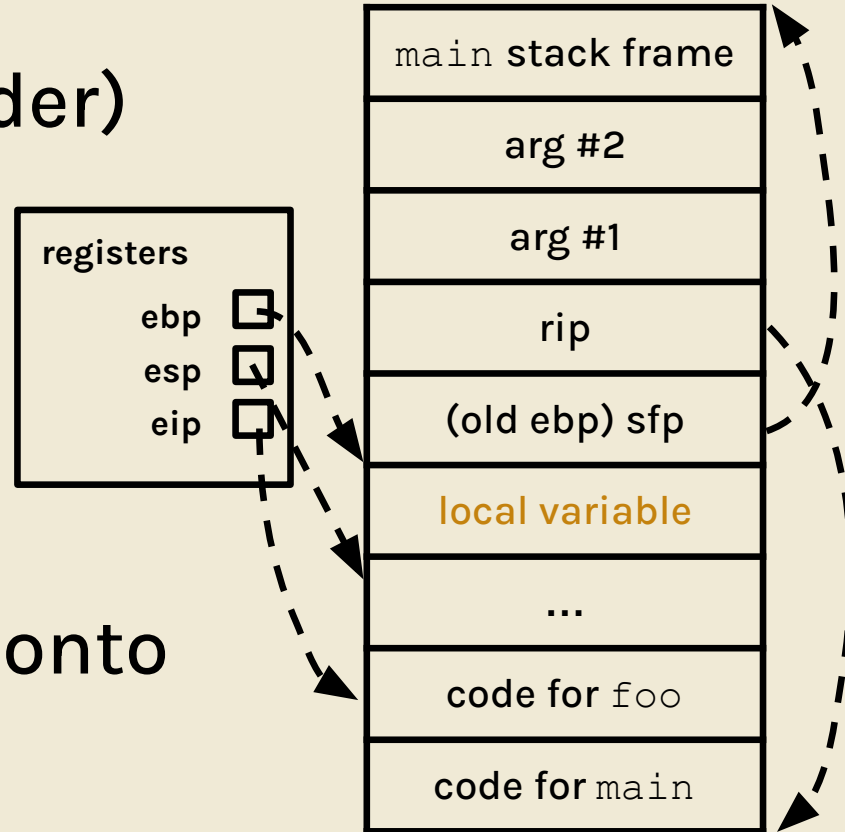 der)
registers
ebp
esp
eip
onto
main stack frame
arg #2
arg #1
rip
(old ebp) sfp
local variable
...
code for foo
code for main